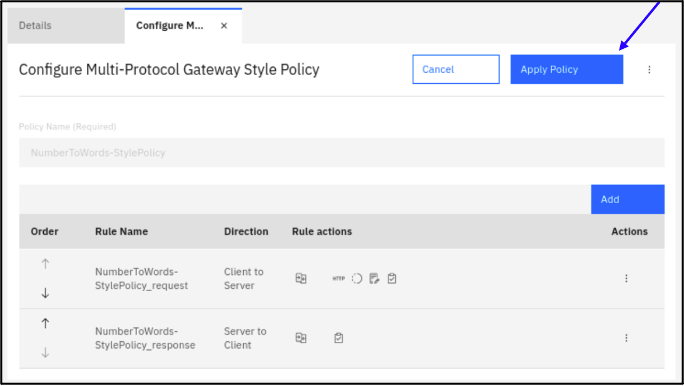 Details
Configure M... ×
Configure Multi-Protocol Gateway Style Policy
Cancel
Apply Policy
Policy Name (Required)
NumberToWords-StylePolicy
Add
Order Rule Name Direction Rule actions Actions
NumberToWords-
StylePolicy_request
Client to
Server
HTTP
NumberToWords-
StylePolicy_response
Server to
Client